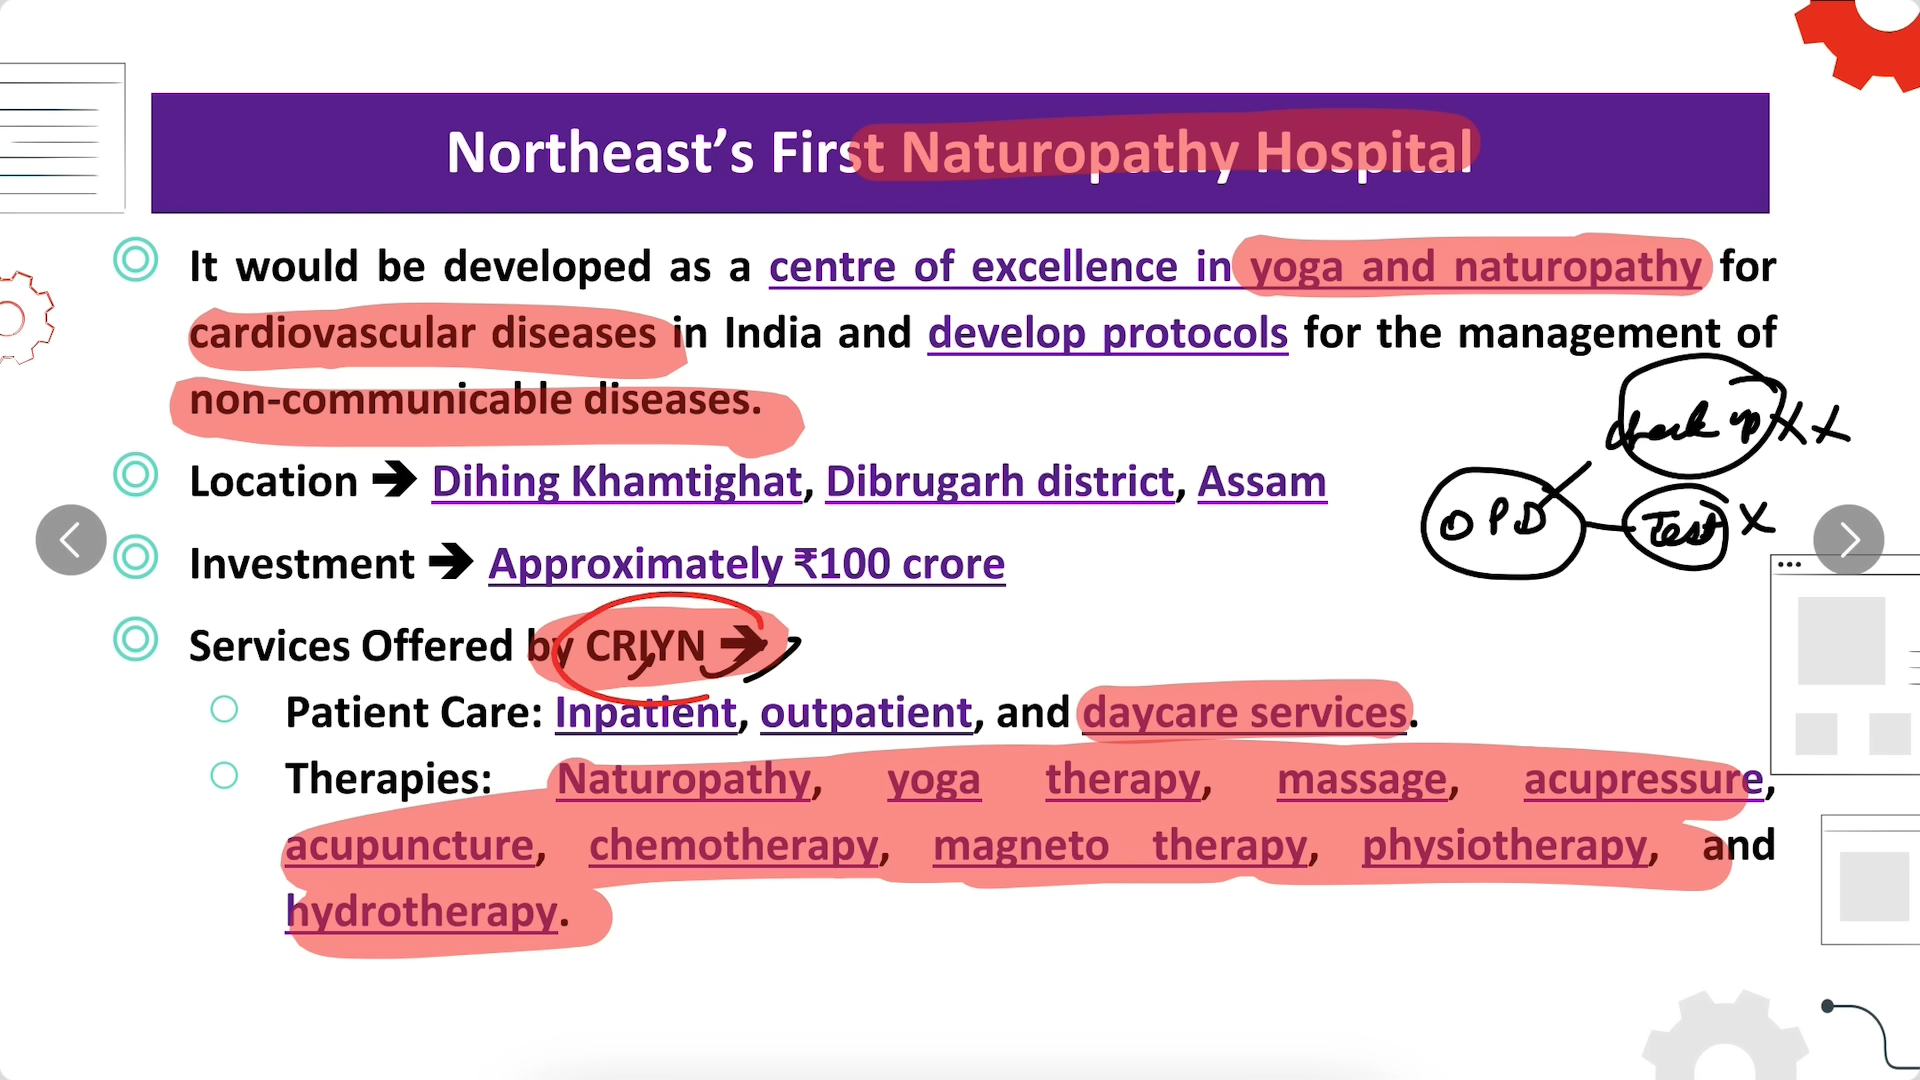 Northeast’s First Naturopathy Hospital
It would be developed as a centre of excellence in yoga and naturopathy for
cardiovascular diseases in India and develop protocols for the management of
non-communicable diseases.
check up XX
Location ➔ Dihing Khamtighat, Dibrugarh district, Assam
OPD Test X
Investment ➔ Approximately ₹100 crore
Services Offered by CRIYN ➔
Patient Care: Inpatient, outpatient, and daycare services.
Therapies: Naturopathy, yoga therapy, massage, acupressure,
acupuncture, chemotherapy, magneto therapy, physiotherapy, and
hydrotherapy.